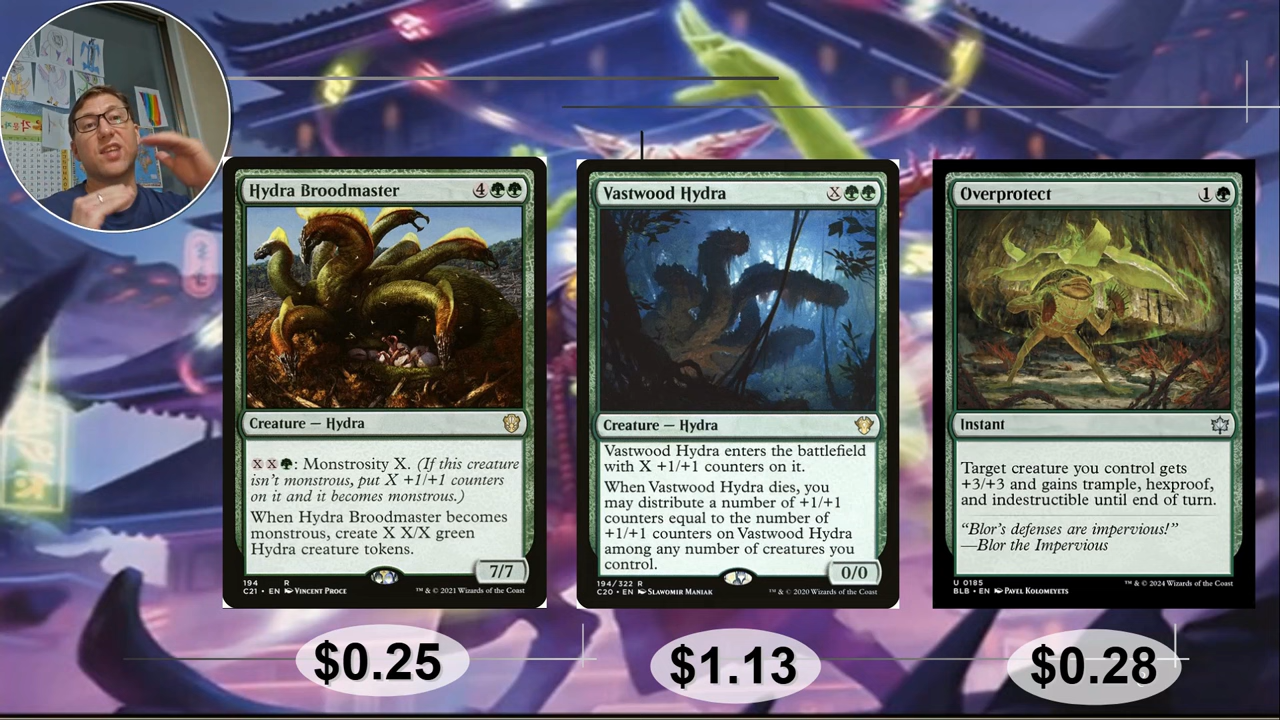 Hydra Broodmaster
4
Creature — Hydra
X X : Monstrosity X. (If this creature
isn't monstrous, put X +1/+1 counters
on it and it becomes monstrous.)
When Hydra Broodmaster becomes
monstrous, create X X/X green
Hydra creature tokens.
7/7
194 R
C21 • EN VINCENT PROCE
™ & © 2021 Wizards of the Coast
$0.25
Vastwood Hydra
X
Creature — Hydra
Vastwood Hydra enters the battlefield
with X +1/+1 counters on it.
When Vastwood Hydra dies, you
may distribute a number of +1/+1
counters equal to the number of
+1/+1 counters on Vastwood Hydra
among any number of creatures you
control.
0/0
194/322 R
C20 • EN SLAWOMIR MANIAK
™ & © 2020 Wizards of the Coast
$1.13
Overprotect
1
Instant
Target creature you control gets
+3/+3 and gains trample, hexproof,
and indestructible until end of turn.
"Blor's defenses are impervious!"
—Blor the Impervious
U 0185
BLB • EN PAVEL KOLOMEYETS
™ & © 2024 Wizards of the Coast
$0.28